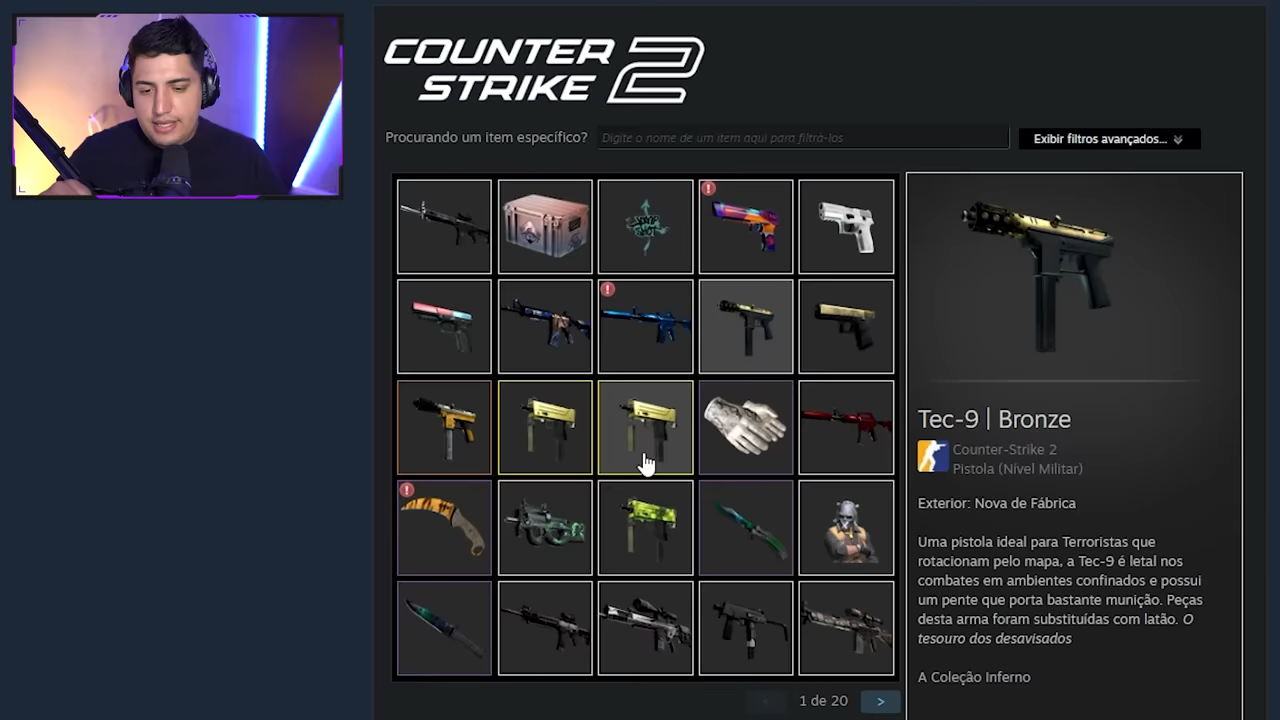 COUNTER
STRIKE 2
Procurando um item específico?
Digite o nome de um item aqui para filtrá-los
Exibir filtros avançados...
Tec-9 | Bronze
Counter-Strike 2
Pistola (Nível Militar)
Exterior: Nova de Fábrica
Uma pistola ideal para Terroristas que
rotacionam pelo mapa, a Tec-9 é letal nos
combates em ambientes confinados e possui
um pente que porta bastante munição. Peças
desta arma foram substituídas com latão. O
tesouro dos desavisados
A Coleção Inferno
1 de 20